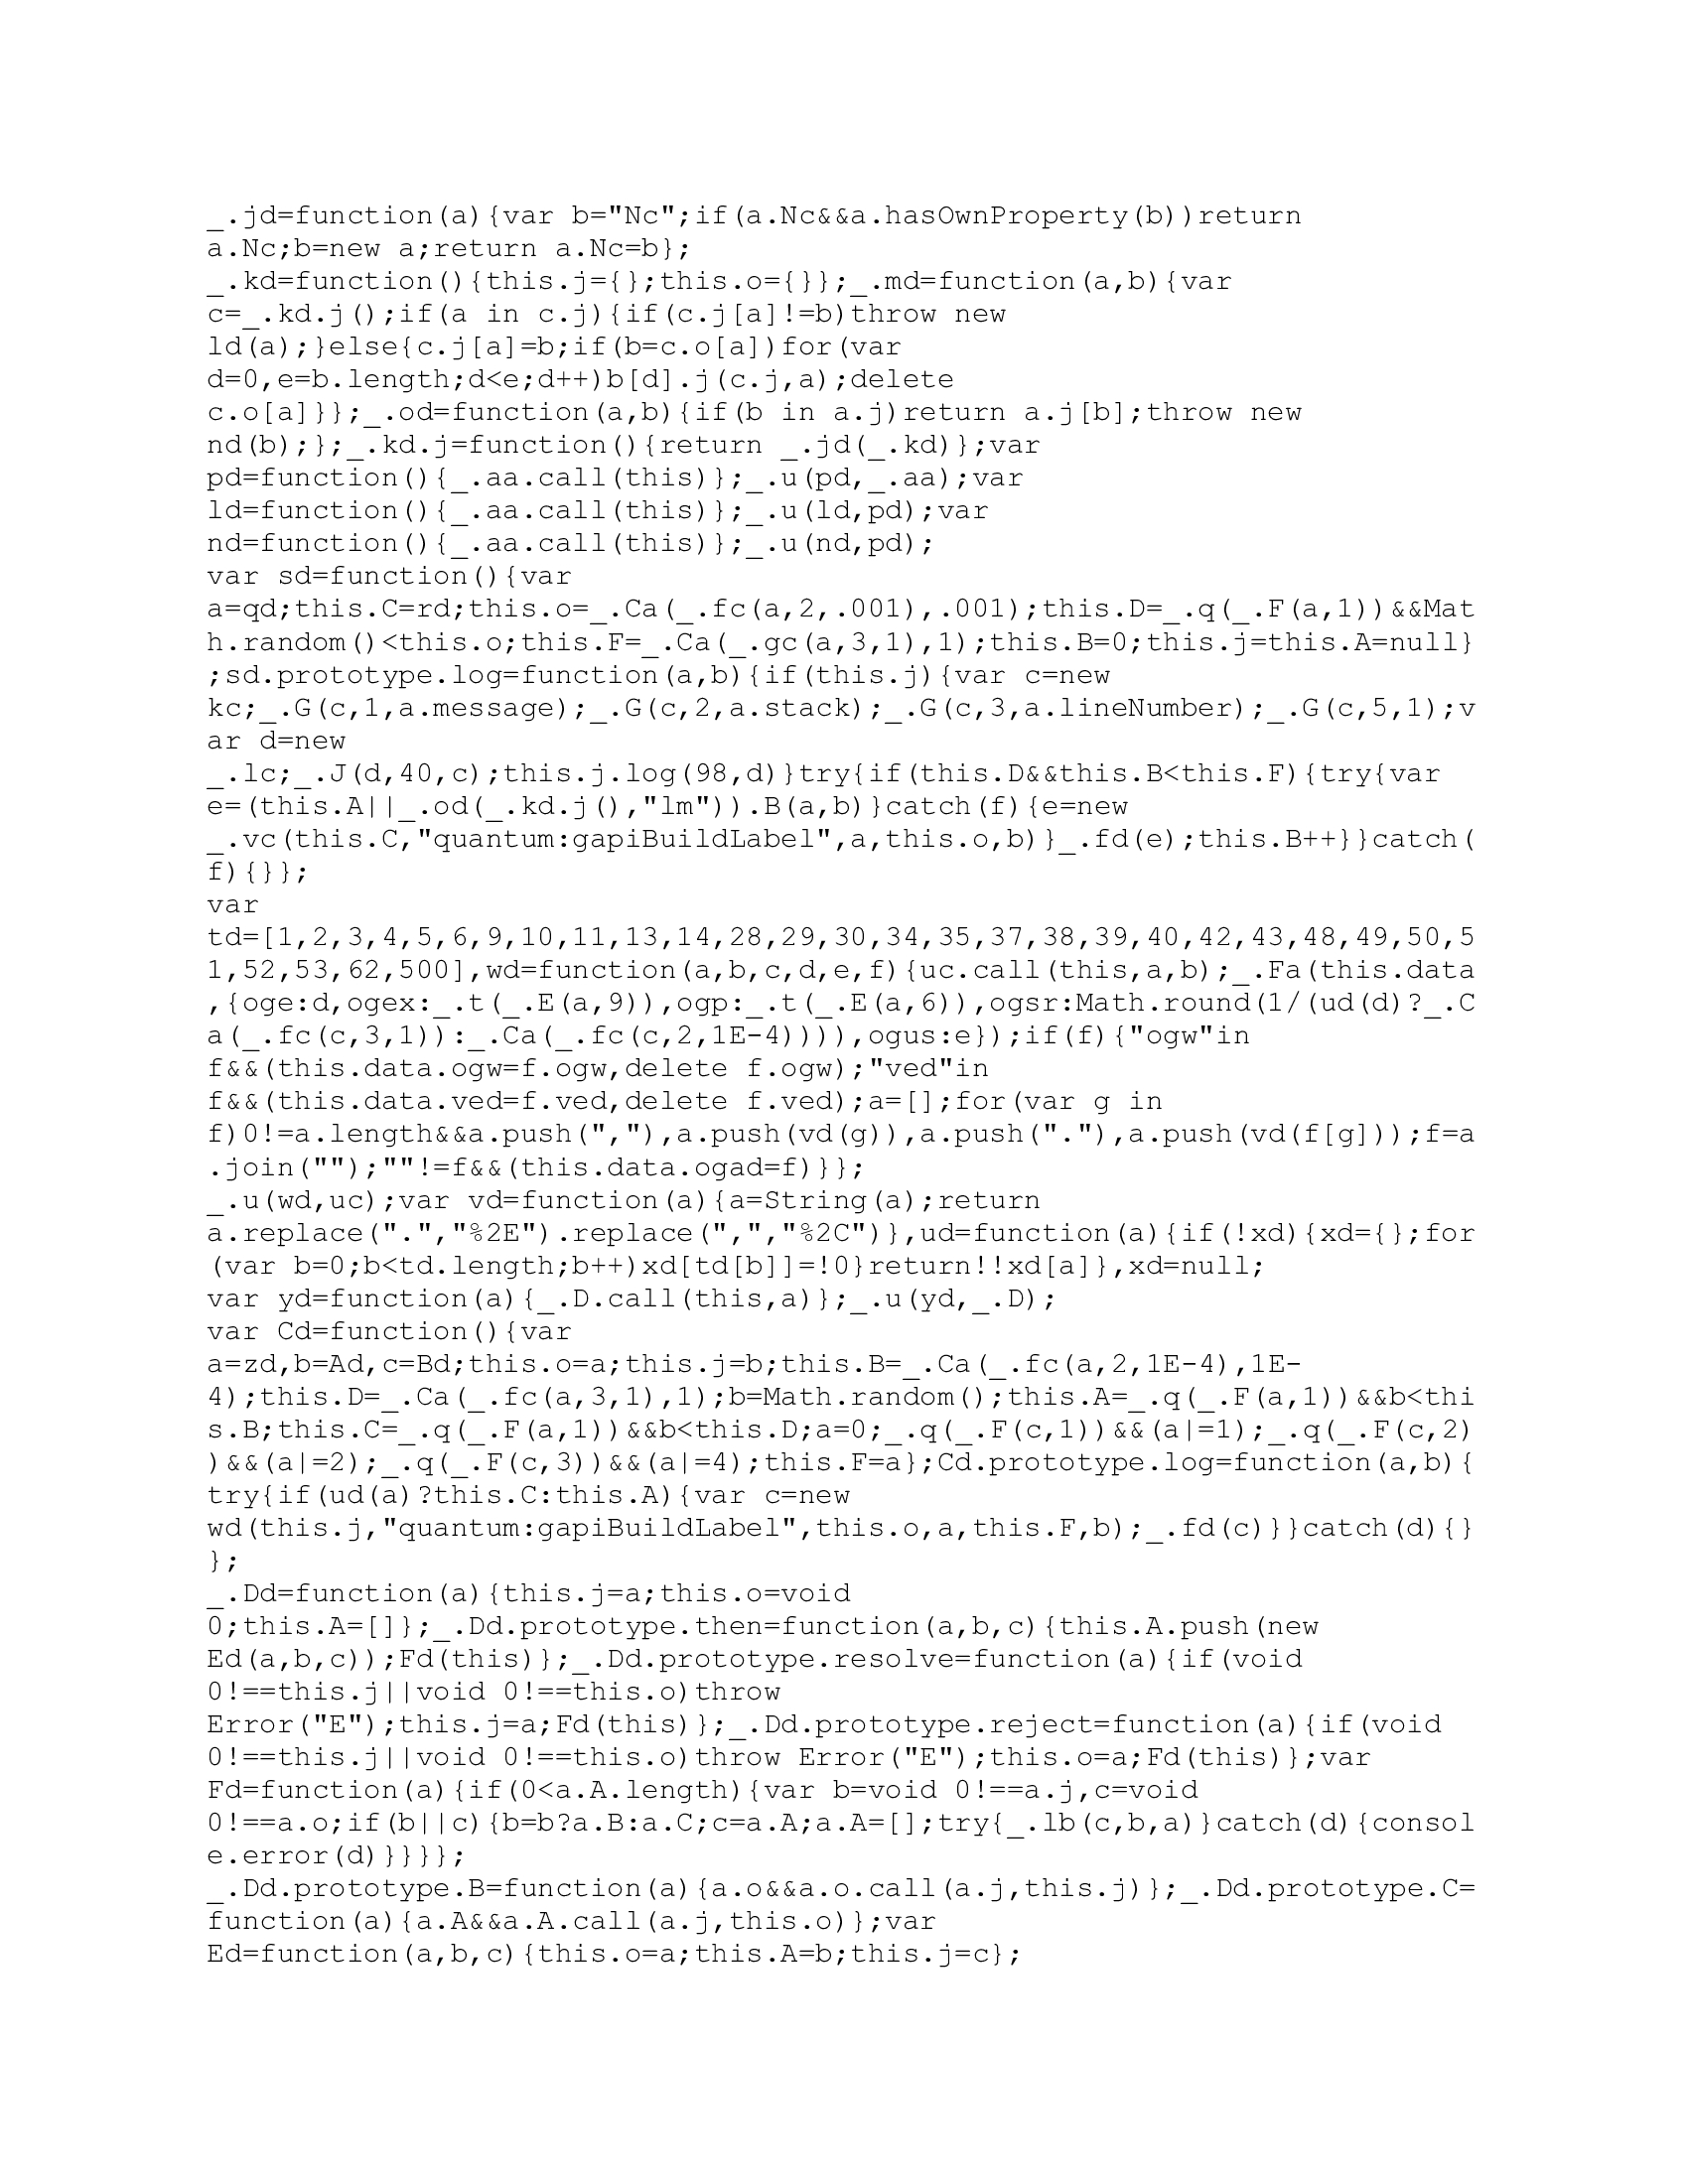 _.jd=function(a){var b="Nc";if(a.Nc&&a.hasOwnProperty(b))return
a.Nc;b=new a;return a.Nc=b};
_.kd=function(){this.j={};this.o={}};_.md=function(a,b){var
c=_.kd.j();if(a in c.j){if(c.j[a]!=b)throw new
ld(a);}else{c.j[a]=b;if(b=c.o[a])for(var
d=0,e=b.length;d<e;d++)b[d].j(c.j,a);delete
c.o[a]}};_.od=function(a,b){if(b in a.j)return a.j[b];throw new
nd(b);};_.kd.j=function(){return _.jd(_.kd)};var
pd=function(){_.aa.call(this)};_.u(pd,_.aa);var
ld=function(){_.aa.call(this)};_.u(ld,pd);var
nd=function(){_.aa.call(this)};_.u(nd,pd);
var sd=function(){var
a=qd;this.C=rd;this.o=_.Ca(_.fc(a,2,.001),.001);this.D=_.q(_.F(a,1))&&Mat
h.random()<this.o;this.F=_.Ca(_.gc(a,3,1),1);this.B=0;this.j=this.A=null}
;sd.prototype.log=function(a,b){if(this.j){var c=new
kc;_.G(c,1,a.message);_.G(c,2,a.stack);_.G(c,3,a.lineNumber);_.G(c,5,1);v
ar d=new
_.lc;_.J(d,40,c);this.j.log(98,d)}try{if(this.D&&this.B<this.F){try{var
e=(this.A||_.od(_.kd.j(),"lm")).B(a,b)}catch(f){e=new
_.vc(this.C,"quantum:gapiBuildLabel",a,this.o,b)}_.fd(e);this.B++}}catch(
f){}};
var
td=[1,2,3,4,5,6,9,10,11,13,14,28,29,30,34,35,37,38,39,40,42,43,48,49,50,5
1,52,53,62,500],wd=function(a,b,c,d,e,f){uc.call(this,a,b);_.Fa(this.data
,{oge:d,ogex:_.t(_.E(a,9)),ogp:_.t(_.E(a,6)),ogsr:Math.round(1/(ud(d)?_.C
a(_.fc(c,3,1)):_.Ca(_.fc(c,2,1E-4)))),ogus:e});if(f){"ogw"in
f&&(this.data.ogw=f.ogw,delete f.ogw);"ved"in
f&&(this.data.ved=f.ved,delete f.ved);a=[];for(var g in
f)0!=a.length&&a.push(","),a.push(vd(g)),a.push("."),a.push(vd(f[g]));f=a
.join("");""!=f&&(this.data.ogad=f)}};
_.u(wd,uc);var vd=function(a){a=String(a);return
a.replace(".","%2E").replace(",","%2C")},ud=function(a){if(!xd){xd={};for
(var b=0;b<td.length;b++)xd[td[b]]=!0}return!!xd[a]},xd=null;
var yd=function(a){_.D.call(this,a)};_.u(yd,_.D);
var Cd=function(){var
a=zd,b=Ad,c=Bd;this.o=a;this.j=b;this.B=_.Ca(_.fc(a,2,1E-4),1E-
4);this.D=_.Ca(_.fc(a,3,1),1);b=Math.random();this.A=_.q(_.F(a,1))&&b<thi
s.B;this.C=_.q(_.F(a,1))&&b<this.D;a=0;_.q(_.F(c,1))&&(a|=1);_.q(_.F(c,2)
)&&(a|=2);_.q(_.F(c,3))&&(a|=4);this.F=a};Cd.prototype.log=function(a,b){
try{if(ud(a)?this.C:this.A){var c=new
wd(this.j,"quantum:gapiBuildLabel",this.o,a,this.F,b);_.fd(c)}}catch(d){}
};
_.Dd=function(a){this.j=a;this.o=void
0;this.A=[]};_.Dd.prototype.then=function(a,b,c){this.A.push(new
Ed(a,b,c));Fd(this)};_.Dd.prototype.resolve=function(a){if(void
0!==this.j||void 0!==this.o)throw
Error("E");this.j=a;Fd(this)};_.Dd.prototype.reject=function(a){if(void
0!==this.j||void 0!==this.o)throw Error("E");this.o=a;Fd(this)};var
Fd=function(a){if(0<a.A.length){var b=void 0!==a.j,c=void
0!==a.o;if(b||c){b=b?a.B:a.C;c=a.A;a.A=[];try{_.lb(c,b,a)}catch(d){consol
e.error(d)}}}};
_.Dd.prototype.B=function(a){a.o&&a.o.call(a.j,this.j)};_.Dd.prototype.C=
function(a){a.A&&a.A.call(a.j,this.o)};var
Ed=function(a,b,c){this.o=a;this.A=b;this.j=c};